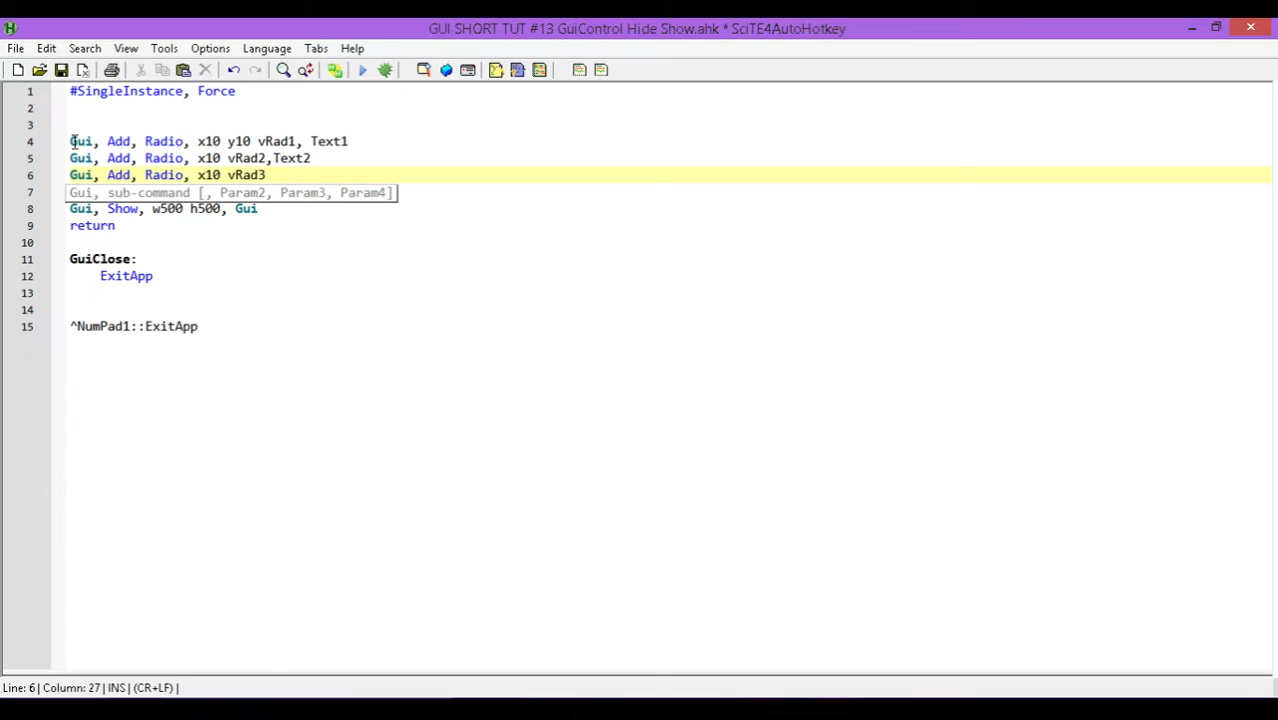 GUI SHORT TUT #13 GuiControl Hide Show.ahk * SciTE4AutoHotkey
File Edit Search View Tools Options Language Tabs Help
1 #SingleInstance, Force
2
3
4 Gui, Add, Radio, x10 y10 vRad1, Text1
5 Gui, Add, Radio, x10 vRad2,Text2
6 Gui, Add, Radio, x10 vRad3
7 Gui, sub-command [, Param2, Param3, Param4]
8 Gui, Show, w500 h500, Gui
9 return
10
11 GuiClose:
12 ExitApp
13
14
15 ^NumPad1::ExitApp
Line: 6 | Column: 27 | INS | (CR+LF) |